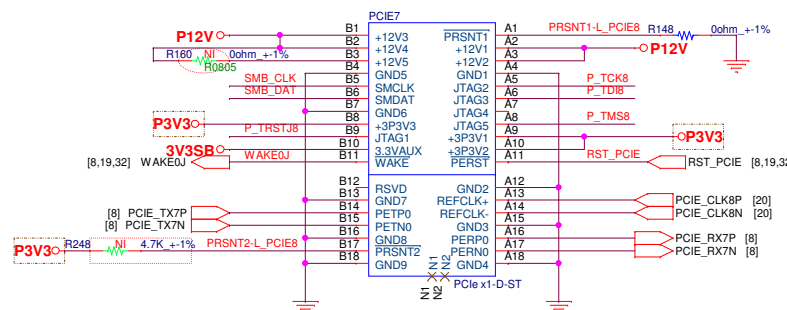 PCIE7
P12V B1 +12V3 PRSNT1 A1 PRSNT1-L_PCIE8 R148 0ohm_+-1%
B2 +12V4 +12V1 A2 P12V
R160 NI 0ohm_+-1% B3 +12V5 +12V2 A3
R0805 B4 GND5 GND1 A4
SMB_CLK B5 SMCLK JTAG2 A5 P_TCK8
SMB_DAT B6 SMDAT JTAG3 A6 P_TDI8
B7 GND6 JTAG4 A7
P3V3 B8 +3P3V3 JTAG5 A8 P_TMS8
P_TRSTJ8 B9 JTAG1 +3P3V1 A9 P3V3
3V3SB B10 3.3VAUX +3P3V2 A10
[8,19,32] WAKE0J WAKE0J B11 WAKE PERST A11 RST_PCIE RST_PCIE [8,19,32]
B12 RSVD GND2 A12
B13 GND7 REFCLK+ A13 PCIE_CLK8P [20]
[8] PCIE_TX7P B14 PETP0 REFCLK- A14 PCIE_CLK8N [20]
[8] PCIE_TX7N B15 PETN0 GND3 A15
B16 GND8 PERP0 A16 PCIE_RX7P [8]
P3V3 R248 NI 4.7K_+-1% PRSNT2-L_PCIE8 B17 PRSNT2 PERN0 A17 PCIE_RX7N [8]
B18 GND9 GND4 A18
N1 N2
N1 N2 PCIe x1-D-ST